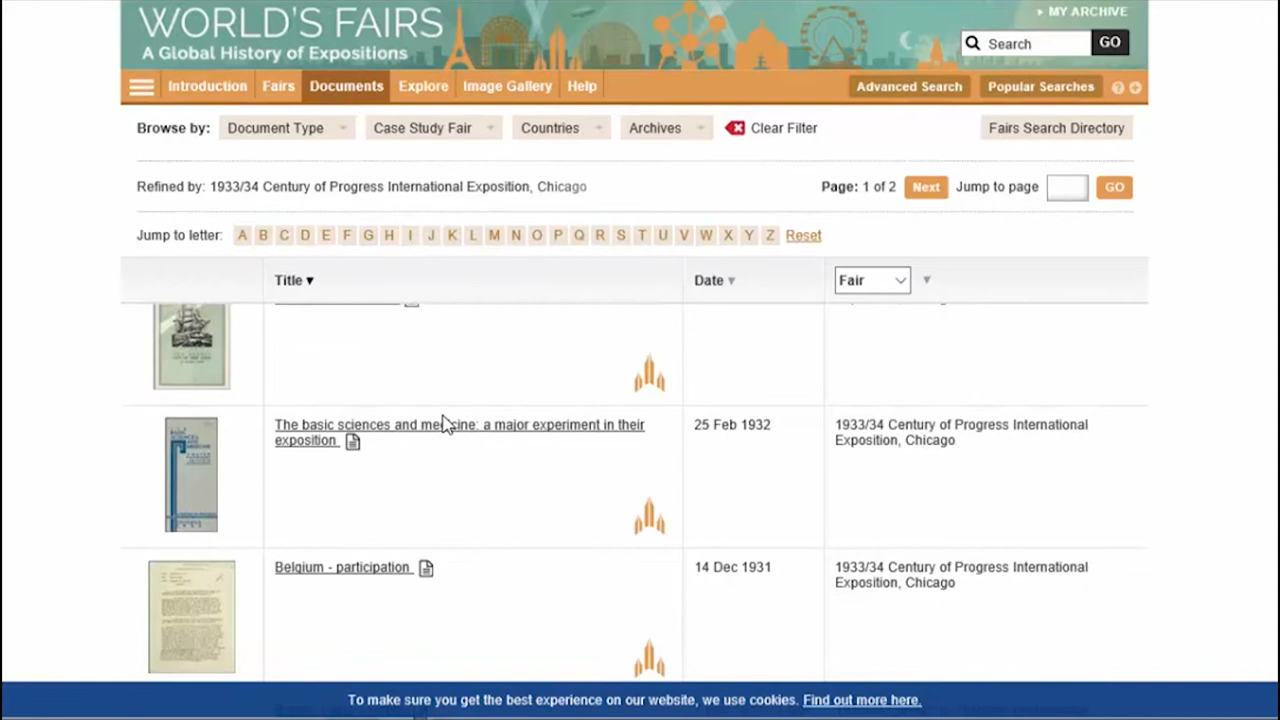 WORLD'S FAIRS
A Global History of Expositions
MY ARCHIVE
Search
GO
Introduction
Fairs
Documents
Explore
Image Gallery
Help
Advanced Search
Popular Searches
Browse by:
Document Type
Case Study Fair
Countries
Archives
Clear Filter
Fairs Search Directory
Refined by: 1933/34 Century of Progress International Exposition, Chicago
Page: 1 of 2
Next
Jump to page
GO
Jump to letter:
A B C D E F G H I J K L M N O P Q R S T U V W X Y Z
Reset
Title
Date
Fair
The basic sciences and medicine: a major experiment in their
exposition
25 Feb 1932
1933/34 Century of Progress International
Exposition, Chicago
Belgium - participation
14 Dec 1931
1933/34 Century of Progress International
Exposition, Chicago
To make sure you get the best experience on our website, we use cookies. Find out more here.